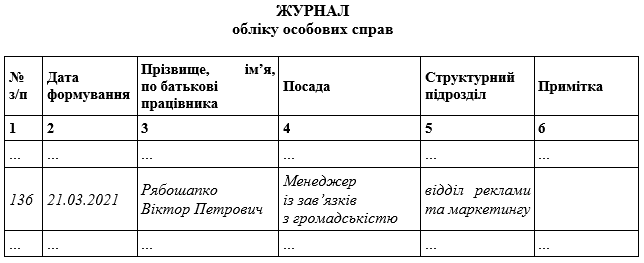 ЖУРНАЛ
обліку особових справ
№ з/п | Дата формування | Прізвище, ім’я, по батькові працівника | Посада | Структурний підрозділ | Примітка
1 | 2 | 3 | 4 | 5 | 6
... | ... | ... | ... | ... |
136 | 21.03.2021 | Рябошапко Віктор Петрович | Менеджер із зав’язків з громадськістю | відділ реклами та маркетингу |
... | ... | ... | ... | ... |